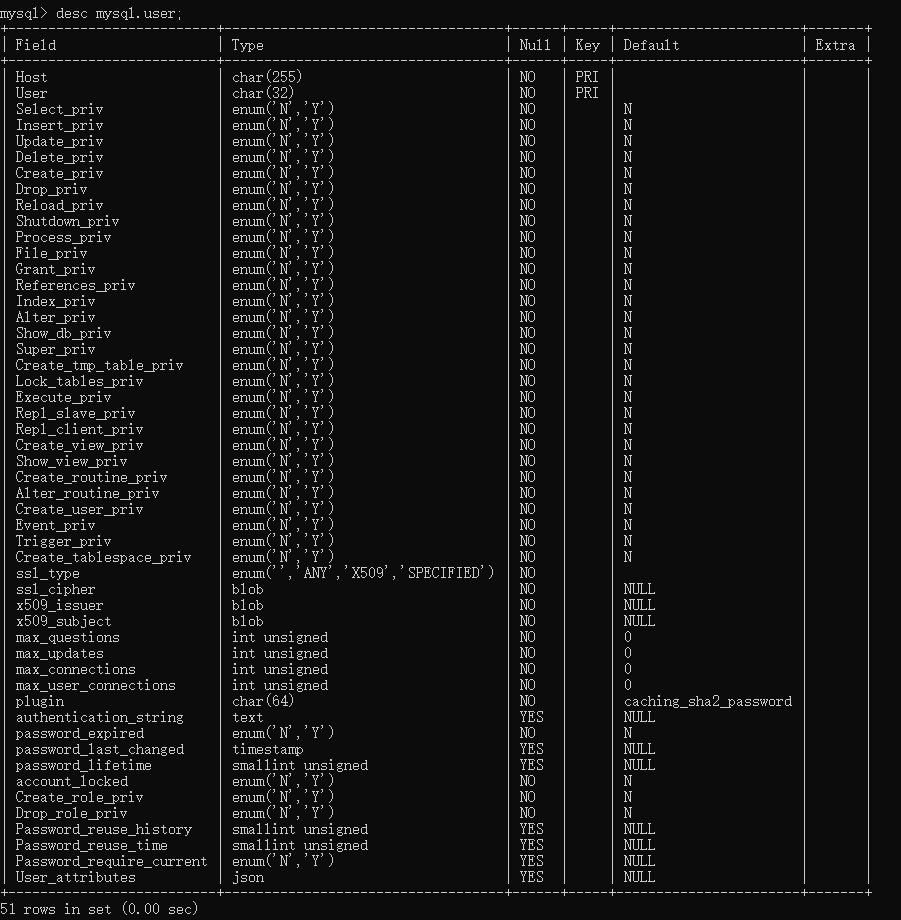 mysql> desc mysql.user;
+--------------------------+-----------------------------------+------+-----+-----------------------+-------+
| Field                    | Type                              | Null | Key | Default               | Extra |
+--------------------------+-----------------------------------+------+-----+-----------------------+-------+
| Host                     | char(255)                         | NO   | PRI |                       |       |
| User                     | char(32)                          | NO   | PRI |                       |       |
| Select_priv              | enum('N','Y')                     | NO   |     | N                     |       |
| Insert_priv              | enum('N','Y')                     | NO   |     | N                     |       |
| Update_priv              | enum('N','Y')                     | NO   |     | N                     |       |
| Delete_priv              | enum('N','Y')                     | NO   |     | N                     |       |
| Create_priv              | enum('N','Y')                     | NO   |     | N                     |       |
| Drop_priv                | enum('N','Y')                     | NO   |     | N                     |       |
| Reload_priv              | enum('N','Y')                     | NO   |     | N                     |       |
| Shutdown_priv            | enum('N','Y')                     | NO   |     | N                     |       |
| Process_priv             | enum('N','Y')                     | NO   |     | N                     |       |
| File_priv                | enum('N','Y')                     | NO   |     | N                     |       |
| Grant_priv               | enum('N','Y')                     | NO   |     | N                     |       |
| References_priv          | enum('N','Y')                     | NO   |     | N                     |       |
| Index_priv               | enum('N','Y')                     | NO   |     | N                     |       |
| Alter_priv               | enum('N','Y')                     | NO   |     | N                     |       |
| Show_db_priv             | enum('N','Y')                     | NO   |     | N                     |       |
| Super_priv               | enum('N','Y')                     | NO   |     | N                     |       |
| Create_tmp_table_priv    | enum('N','Y')                     | NO   |     | N                     |       |
| Lock_tables_priv         | enum('N','Y')                     | NO   |     | N                     |       |
| Execute_priv             | enum('N','Y')                     | NO   |     | N                     |       |
| Repl_slave_priv          | enum('N','Y')                     | NO   |     | N                     |       |
| Repl_client_priv         | enum('N','Y')                     | NO   |     | N                     |       |
| Create_view_priv         | enum('N','Y')                     | NO   |     | N                     |       |
| Show_view_priv           | enum('N','Y')                     | NO   |     | N                     |       |
| Create_routine_priv      | enum('N','Y')                     | NO   |     | N                     |       |
| Alter_routine_priv       | enum('N','Y')                     | NO   |     | N                     |       |
| Create_user_priv         | enum('N','Y')                     | NO   |     | N                     |       |
| Event_priv               | enum('N','Y')                     | NO   |     | N                     |       |
| Trigger_priv             | enum('N','Y')                     | NO   |     | N                     |       |
| Create_tablespace_priv   | enum('N','Y')                     | NO   |     | N                     |       |
| ssl_type                 | enum('','ANY','X509','SPECIFIED') | NO   |     |                       |       |
| ssl_cipher               | blob                              | NO   |     | NULL                  |       |
| x509_issuer              | blob                              | NO   |     | NULL                  |       |
| x509_subject             | blob                              | NO   |     | NULL                  |       |
| max_questions            | int unsigned                      | NO   |     | 0                     |       |
| max_updates              | int unsigned                      | NO   |     | 0                     |       |
| max_connections          | int unsigned                      | NO   |     | 0                     |       |
| max_user_connections     | int unsigned                      | NO   |     | 0                     |       |
| plugin                   | char(64)                          | NO   |     | caching_sha2_password |       |
| authentication_string    | text                              | YES  |     | NULL                  |       |
| password_expired         | enum('N','Y')                     | NO   |     | N                     |       |
| password_last_changed    | timestamp                         | YES  |     | NULL                  |       |
| password_lifetime        | smallint unsigned                 | YES  |     | NULL                  |       |
| account_locked           | enum('N','Y')                     | NO   |     | N                     |       |
| Create_role_priv         | enum('N','Y')                     | NO   |     | N                     |       |
| Drop_role_priv           | enum('N','Y')                     | NO   |     | N                     |       |
| Password_reuse_history   | smallint unsigned                 | YES  |     | NULL                  |       |
| Password_reuse_time      | smallint unsigned                 | YES  |     | NULL                  |       |
| Password_require_current | enum('N','Y')                     | YES  |     | NULL                  |       |
| User_attributes          | json                              | YES  |     | NULL                  |       |
+--------------------------+-----------------------------------+------+-----+-----------------------+-------+
51 rows in set (0.00 sec)